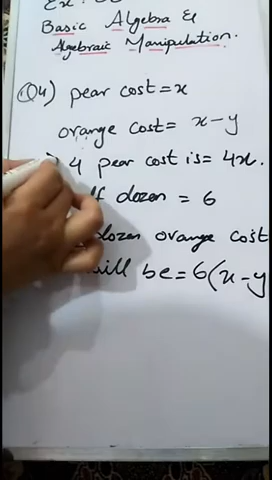 Basic Algebra &
Algebraic Manipulation.
Q4) pear cost = x
orange cost = x - y
4 pear cost is = 4x.
dozen = 6
dozen orange cost
will be = 6(x - y